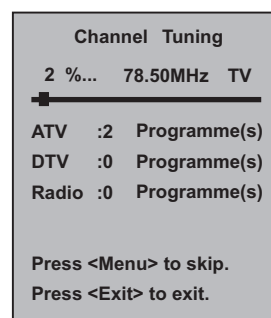 Channel Tuning
2 %... 78.50MHz TV
ATV :2 Programme(s)
DTV :0 Programme(s)
Radio :0 Programme(s)
Press <Menu> to skip.
Press <Exit> to exit.